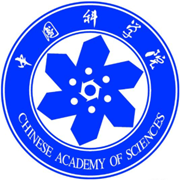 中国科学院
CHINESE ACADEMY OF SCIENCES